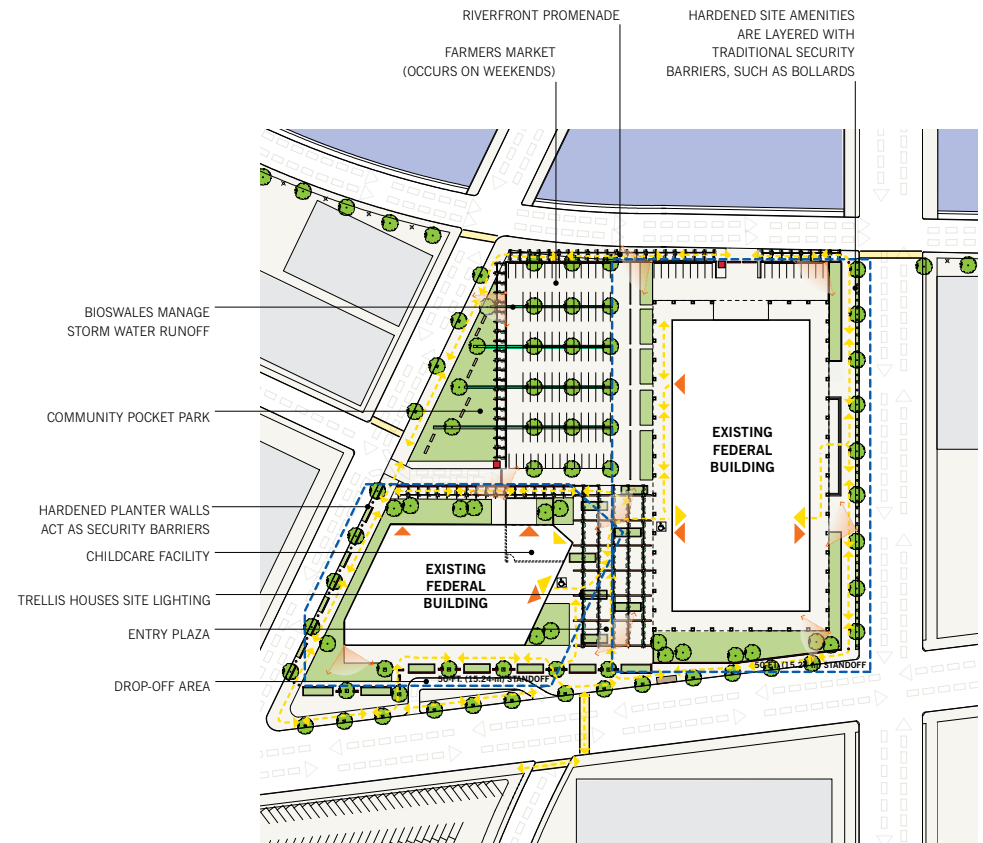 RIVERFRONT PROMENADE
HARDENED SITE AMENITIES
ARE LAYERED WITH
TRADITIONAL SECURITY
BARRIERS, SUCH AS BOLLARDS
FARMERS MARKET
(OCCURS ON WEEKENDS)
BIOSWALES MANAGE
STORM WATER RUNOFF
COMMUNITY POCKET PARK
EXISTING
FEDERAL
BUILDING
HARDENED PLANTER WALLS
ACT AS SECURITY BARRIERS
CHILDCARE FACILITY
EXISTING
FEDERAL
BUILDING
TRELLIS HOUSES SITE LIGHTING
ENTRY PLAZA
DROP-OFF AREA
50-FT. (15.24-m) STANDOFF
50-FT. (15.24-m) STANDOFF